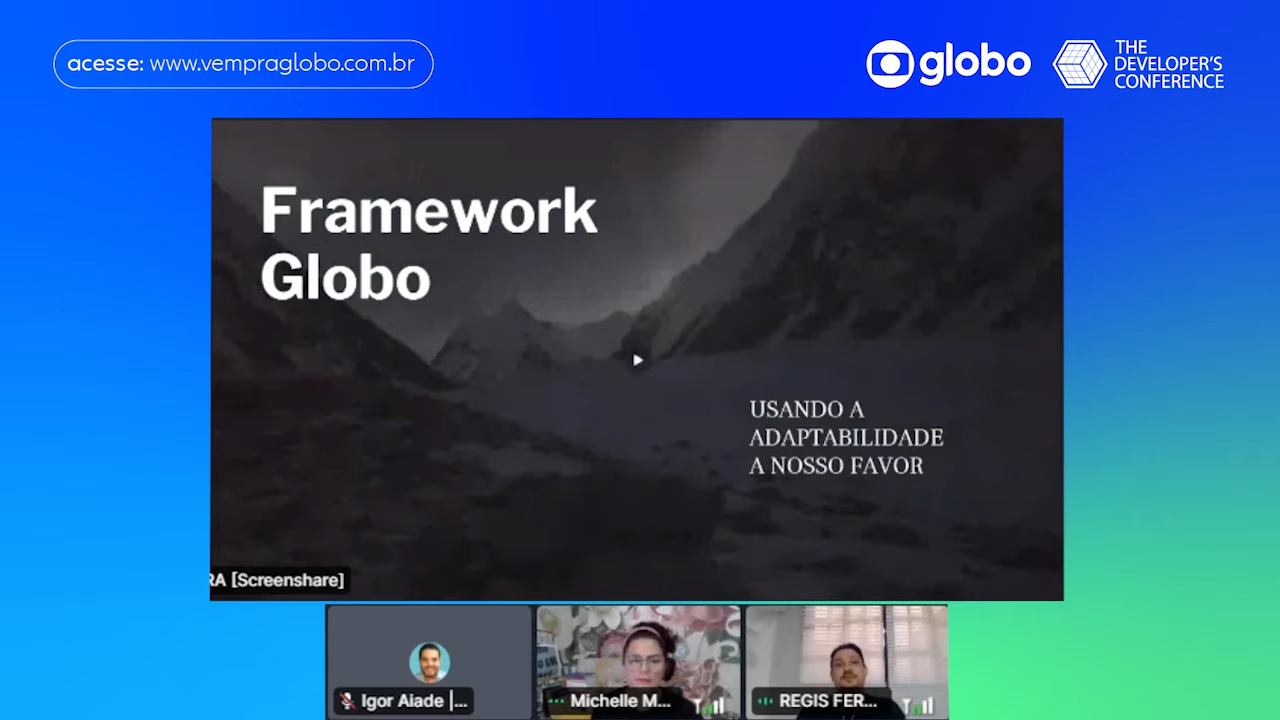 acesse: www.vempraglobo.com.br
globo
THE
DEVELOPER'S
CONFERENCE
Framework
Globo
USANDO A
ADAPTABILIDADE
A NOSSO FAVOR
RA [Screenshare]
Igor Aiade |...
Michelle M...
REGIS FER...